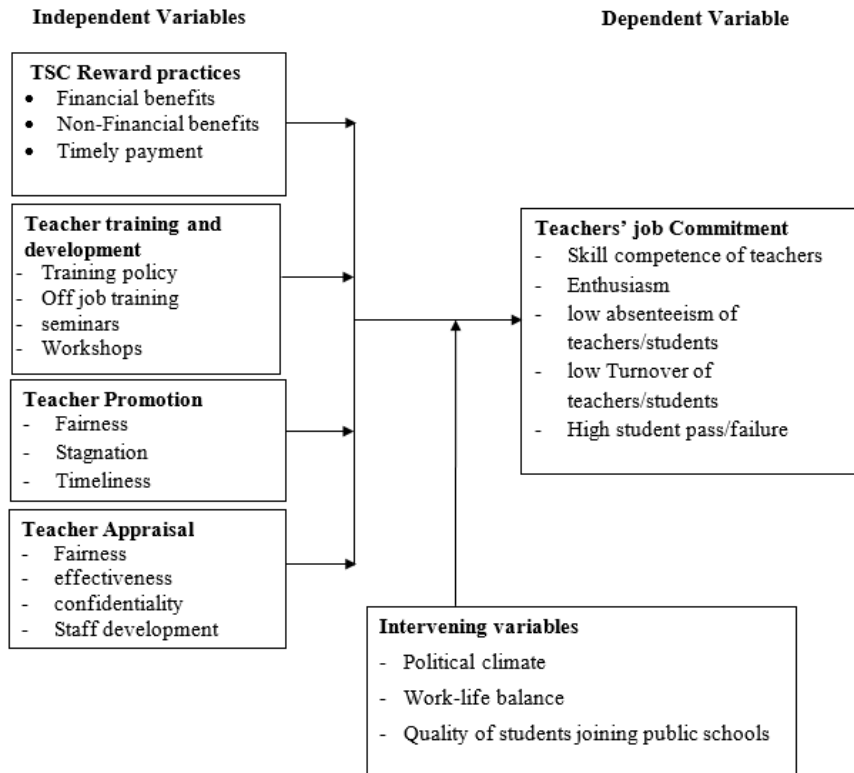 Independent Variables
Dependent Variable
TSC Reward practices
• Financial benefits
• Non-Financial benefits
• Timely payment
Teacher training and
development
- Training policy
- Off job training
- seminars
- Workshops
Teacher Promotion
- Fairness
- Stagnation
- Timeliness
Teacher Appraisal
- Fairness
- effectiveness
- confidentiality
- Staff development
Teachers’ job Commitment
- Skill competence of teachers
- Enthusiasm
- low absenteeism of
teachers/students
- low Turnover of
teachers/students
- High student pass/failure
Intervening variables
- Political climate
- Work-life balance
- Quality of students joining public schools